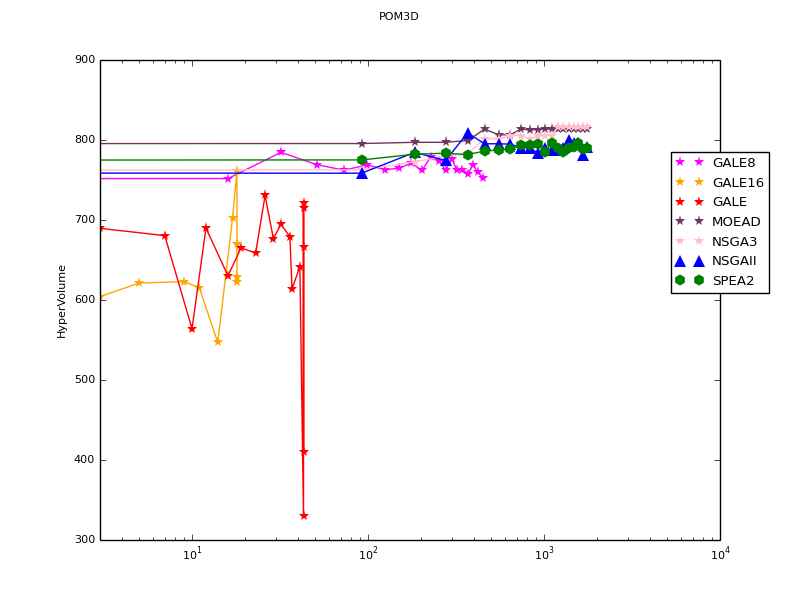 POM3D
900
800
700
600
500
400
300
HyperVolume
10^1
10^2
10^3
10^4
GALE8
GALE16
GALE
MOEAD
NSGA3
NSGAII
SPEA2